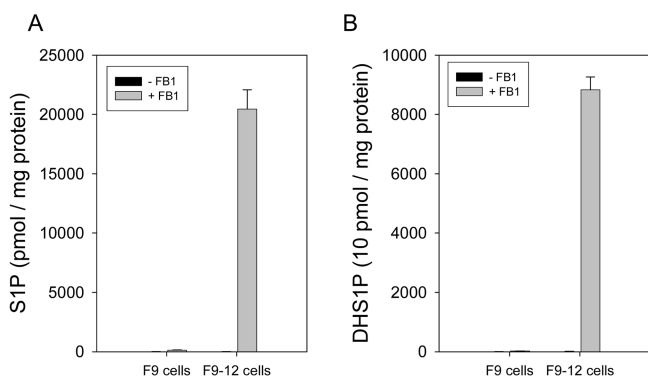 A
S1P (pmol / mg protein)
25000
20000
15000
10000
5000
0
- FB1
+ FB1
F9 cells F9-12 cells
B
DHS1P (10 pmol / mg protein)
10000
8000
6000
4000
2000
0
- FB1
+ FB1
F9 cells F9-12 cells